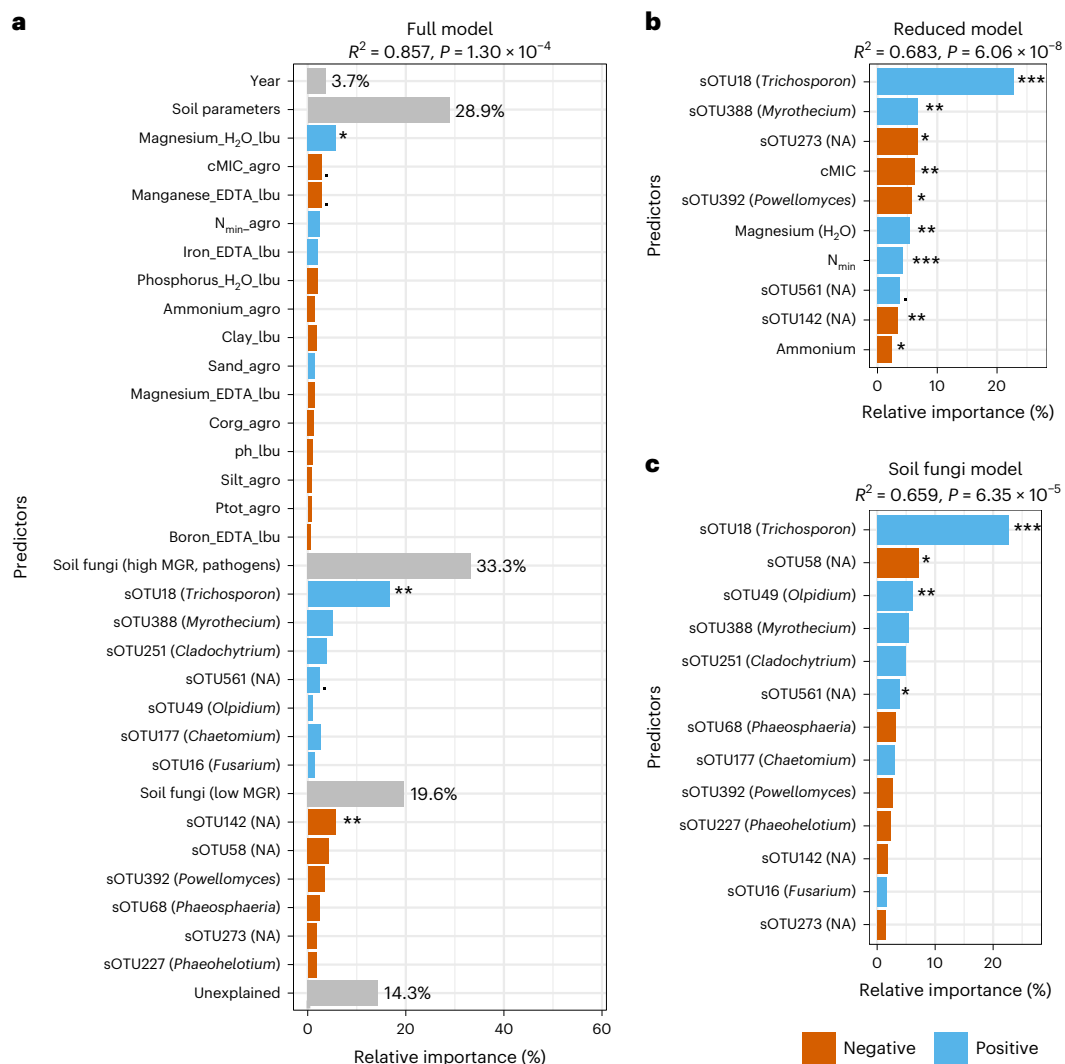 a
Full model
R² = 0.857, P = 1.30 × 10⁻⁴
Predictors
Year
3.7%
Soil parameters
28.9%
Magnesium_H₂O_lbu
*
cMIC_agro
.
Manganese_EDTA_lbu
.
Nmin_agro
Iron_EDTA_lbu
Phosphorus_H₂O_lbu
Ammonium_agro
Clay_lbu
Sand_agro
Magnesium_EDTA_lbu
Corg_agro
ph_lbu
Silt_agro
Ptot_agro
Boron_EDTA_lbu
Soil fungi (high MGR, pathogens)
33.3%
sOTU18 (Trichosporon)
**
sOTU388 (Myrothecium)
sOTU251 (Cladochytrium)
sOTU561 (NA)
.
sOTU49 (Olpidium)
sOTU177 (Chaetomium)
sOTU16 (Fusarium)
Soil fungi (low MGR)
19.6%
sOTU142 (NA)
**
sOTU58 (NA)
sOTU392 (Powellomyces)
sOTU68 (Phaeosphaeria)
sOTU273 (NA)
sOTU227 (Phaeohelotium)
Unexplained
14.3%
0 20 40 60
Relative importance (%)
b
Reduced model
R² = 0.683, P = 6.06 × 10⁻⁸
Predictors
sOTU18 (Trichosporon)
***
sOTU388 (Myrothecium)
**
sOTU273 (NA)
*
cMIC
**
sOTU392 (Powellomyces)
*
Magnesium (H₂O)
**
Nmin
***
sOTU561 (NA)
.
sOTU142 (NA)
**
Ammonium
*
0 10 20
Relative importance (%)
c
Soil fungi model
R² = 0.659, P = 6.35 × 10⁻⁵
Predictors
sOTU18 (Trichosporon)
***
sOTU58 (NA)
*
sOTU49 (Olpidium)
**
sOTU388 (Myrothecium)
sOTU251 (Cladochytrium)
sOTU561 (NA)
*
sOTU68 (Phaeosphaeria)
sOTU177 (Chaetomium)
sOTU392 (Powellomyces)
sOTU227 (Phaeohelotium)
sOTU142 (NA)
sOTU16 (Fusarium)
sOTU273 (NA)
0 10 20
Relative importance (%)
Negative
Positive